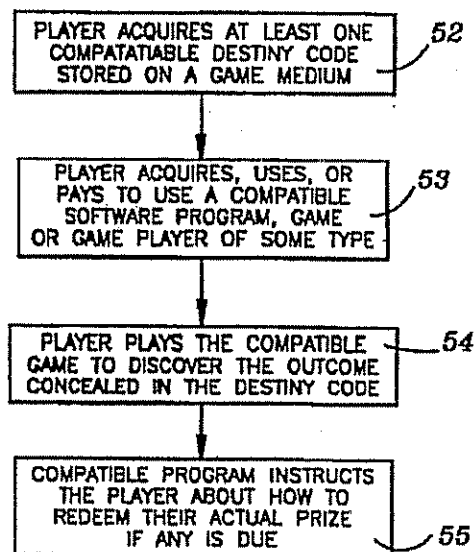 PLAYER ACQUIRES AT LEAST ONE
COMPATATIABLE DESTINY CODE
STORED ON A GAME MEDIUM
52
PLAYER ACQUIRES, USES, OR
PAYS TO USE A COMPATIBLE
SOFTWARE PROGRAM, GAME
OR GAME PLAYER OF SOME TYPE
53
PLAYER PLAYS THE COMPATIBLE
GAME TO DISCOVER THE OUTCOME
CONCEALED IN THE DESTINY CODE
54
COMPATIBLE PROGRAM INSTRUCTS
THE PLAYER ABOUT HOW TO
REDEEM THEIR ACTUAL PRIZE
IF ANY IS DUE
55